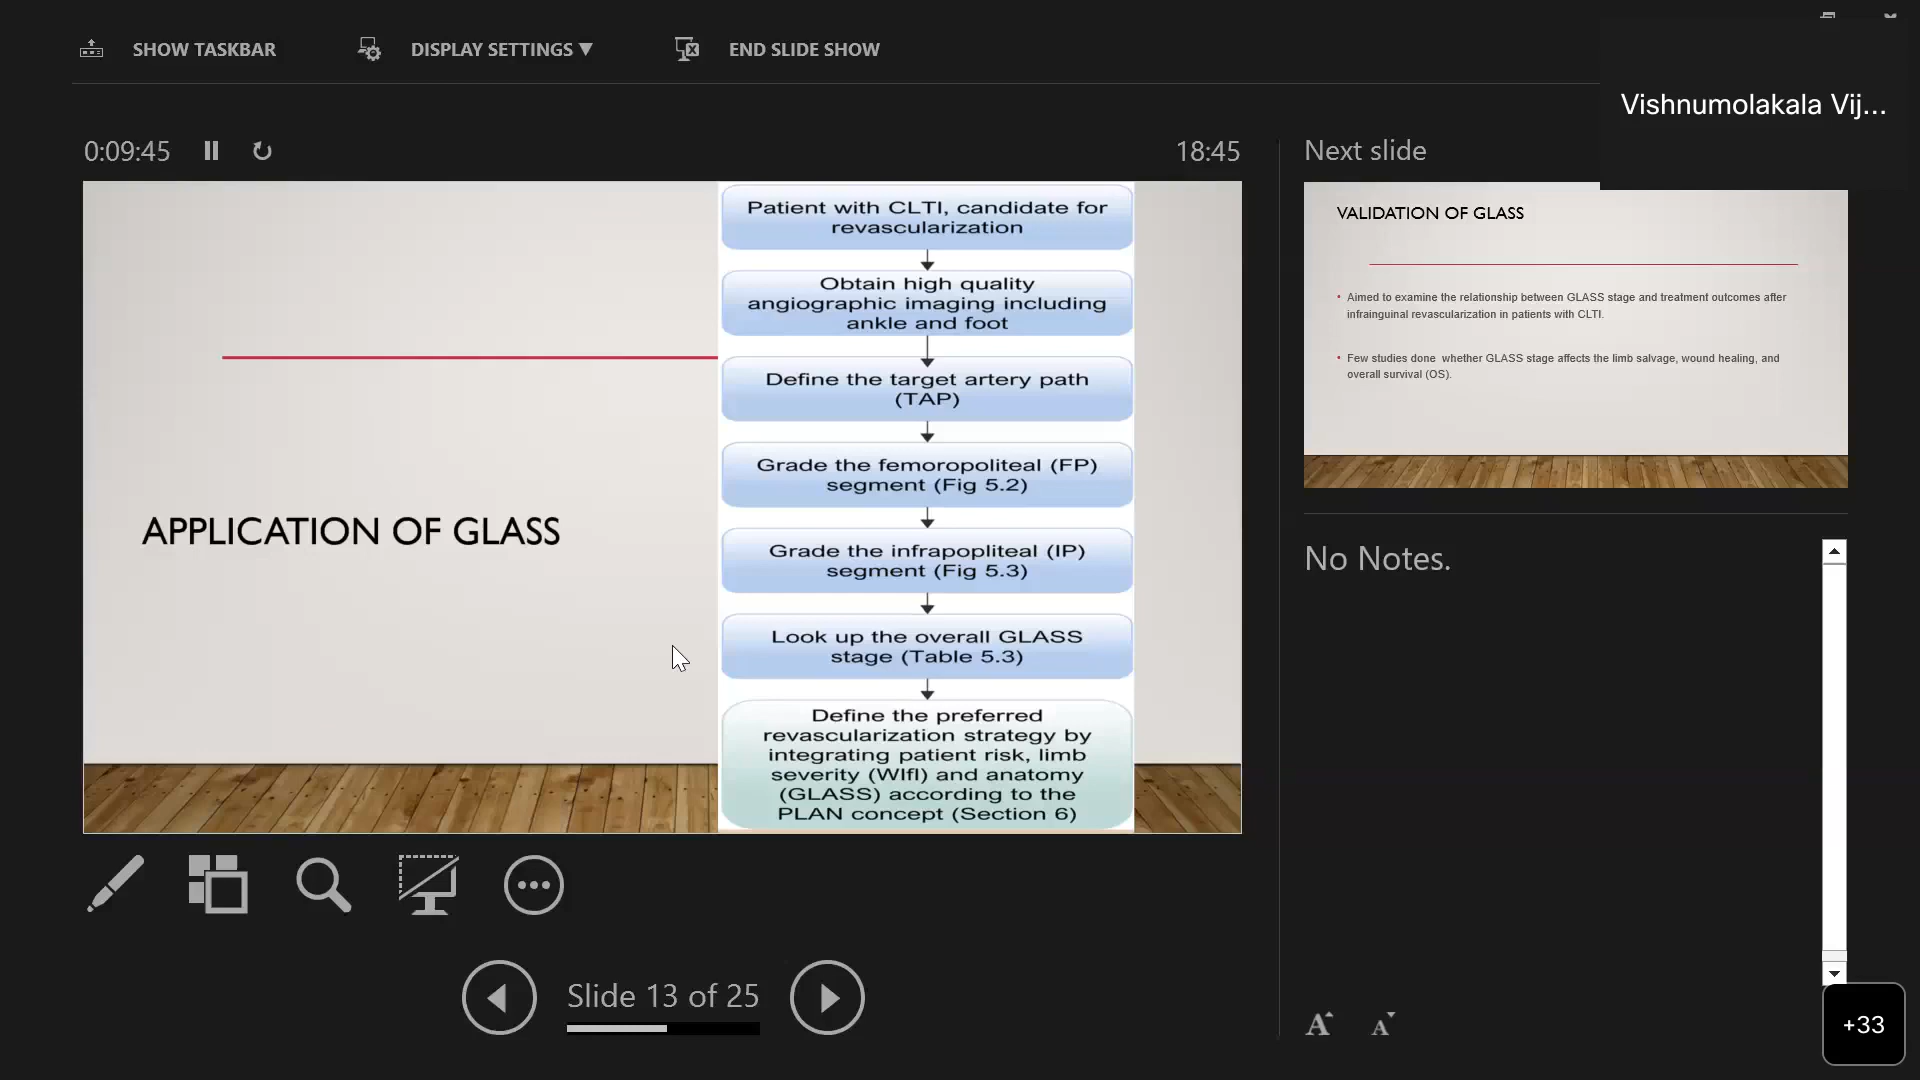 SHOW TASKBAR
DISPLAY SETTINGS ▼
END SLIDE SHOW
Vishnumolakala Vij...
0:09:45
18:45
Next slide
APPLICATION OF GLASS
Patient with CLTI, candidate for
revascularization
Obtain high quality
angiographic imaging including
ankle and foot
Define the target artery path
(TAP)
Grade the femoropoliteal (FP)
segment (Fig 5.2)
Grade the infrapopliteal (IP)
segment (Fig 5.3)
Look up the overall GLASS
stage (Table 5.3)
Define the preferred
revascularization strategy by
integrating patient risk, limb
severity (WIfI) and anatomy
(GLASS) according to the
PLAN concept (Section 6)
VALIDATION OF GLASS
• Aimed to examine the relationship between GLASS stage and treatment outcomes after
infrainguinal revascularization in patients with CLTI.
• Few studies done whether GLASS stage affects the limb salvage, wound healing, and
overall survival (OS).
No Notes.
Slide 13 of 25
A A
+33